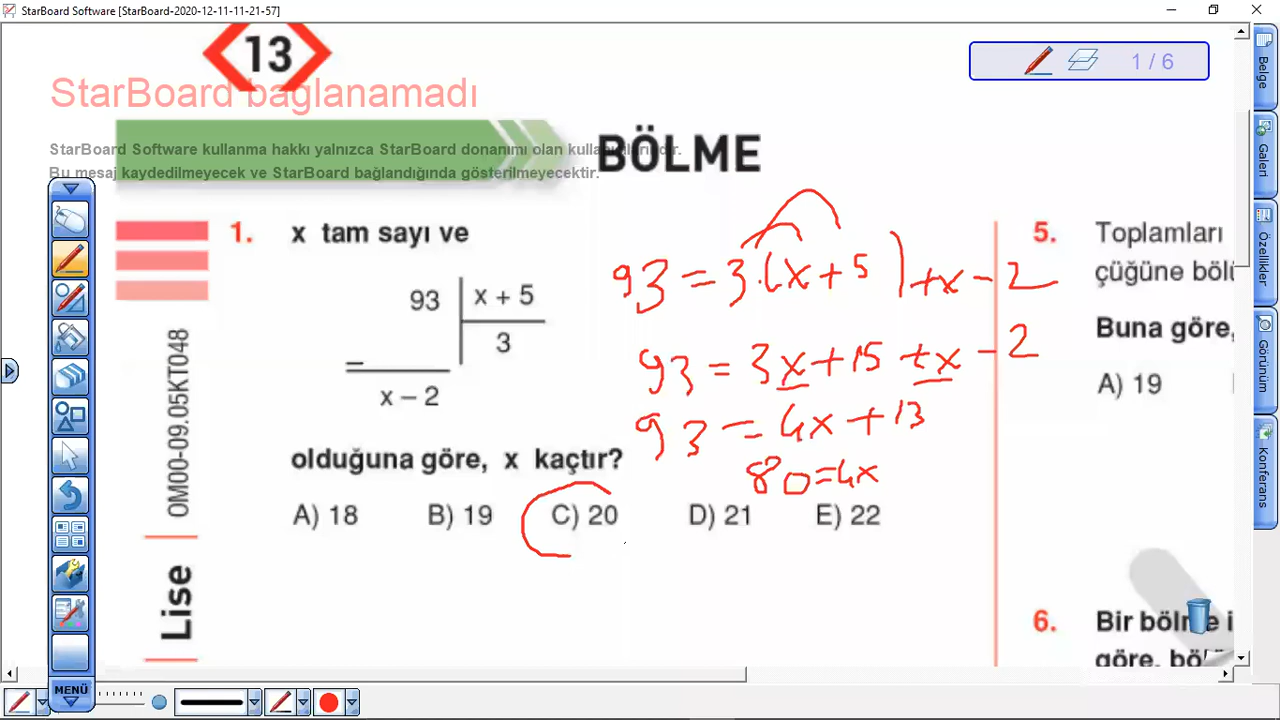 StarBoard Software [StarBoard-2020-12-11-11-21-57]
13
1 / 6
StarBoard bağlanamadı
StarBoard Software kullanma hakkı yalnızca StarBoard donanımı olan
Bu mesaj kaydedilmeyecek ve StarBoard bağlandığında gösterilmeyecektir.
BÖLME
1. x tam sayı ve
93 x + 5
3
x – 2
olduğuna göre, x kaçtır?
A) 18 B) 19 C) 20 D) 21 E) 22
93 = 3.(x + 5) + x - 2
93 = 3x + 15 + x - 2
93 = 4x + 13
80 = 4x
5. Toplamları
çüğüne
Buna göre,
A) 19
6. Bir bölme
göre,
0M00-09.05KT048
Lise
MENÜ
Belge
Galeri
Özellikler
Görünüm
Konferans